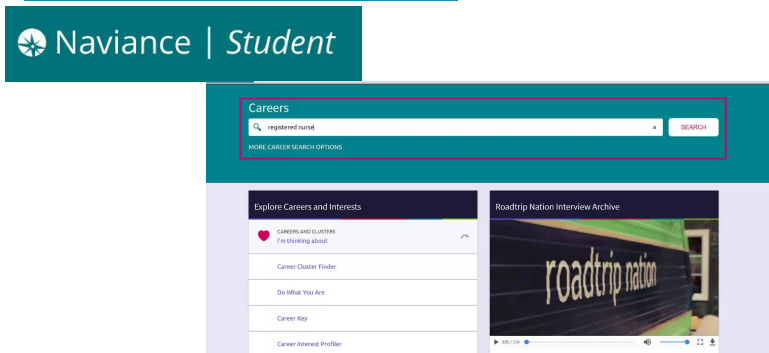 Naviance | Student
Careers
registered nurse
x
SEARCH
MORE CAREER SEARCH OPTIONS
Explore Careers and Interests
CAREERS AND CLUSTERS
I'm thinking about
Career Cluster Finder
Do What You Are
Career Key
Career Interest Profiler
Roadtrip Nation Interview Archive
roadtrip nation